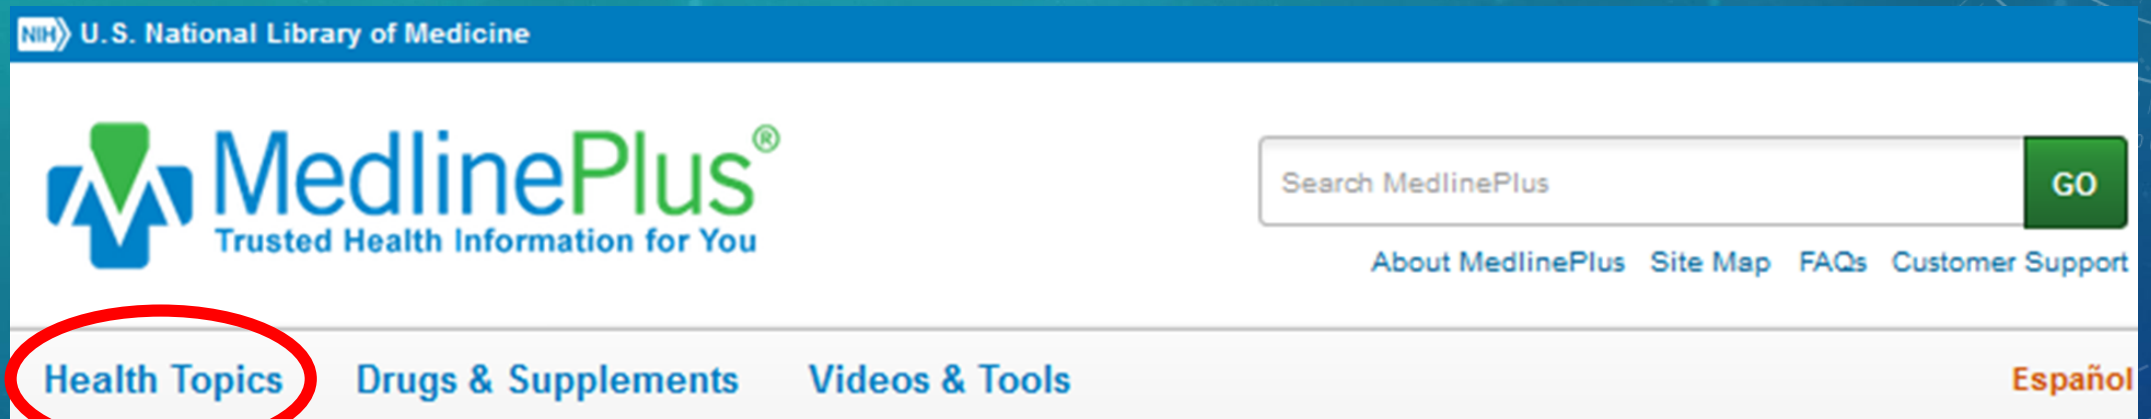 NIH U.S. National Library of Medicine
MedlinePlus®
Trusted Health Information for You
Search MedlinePlus GO
About MedlinePlus Site Map FAQs Customer Support
Health Topics Drugs & Supplements Videos & Tools Español